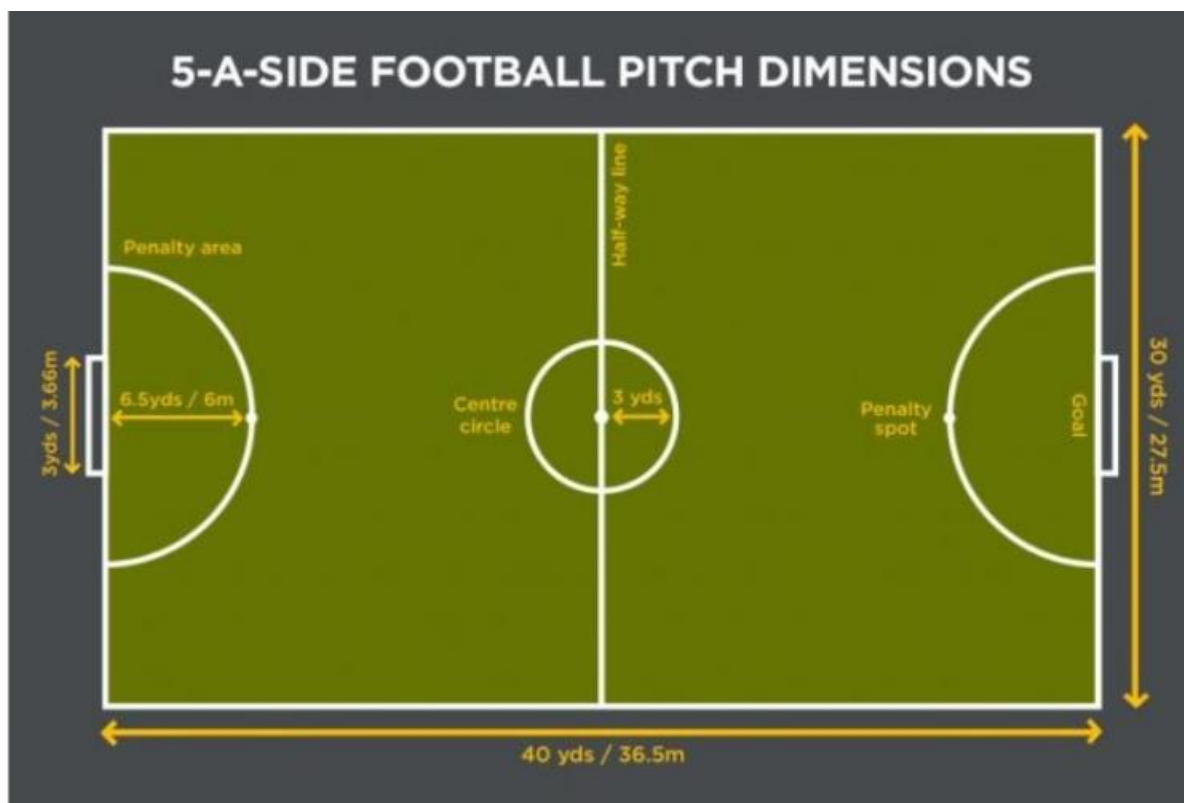 5-A-SIDE FOOTBALL PITCH DIMENSIONS
Half-way line
Penalty area
3yds / 3.66m
6.5yds / 6m
Centre
circle
3 yds
Penalty
spot
Goal
30 yds / 27.5m
40 yds / 36.5m